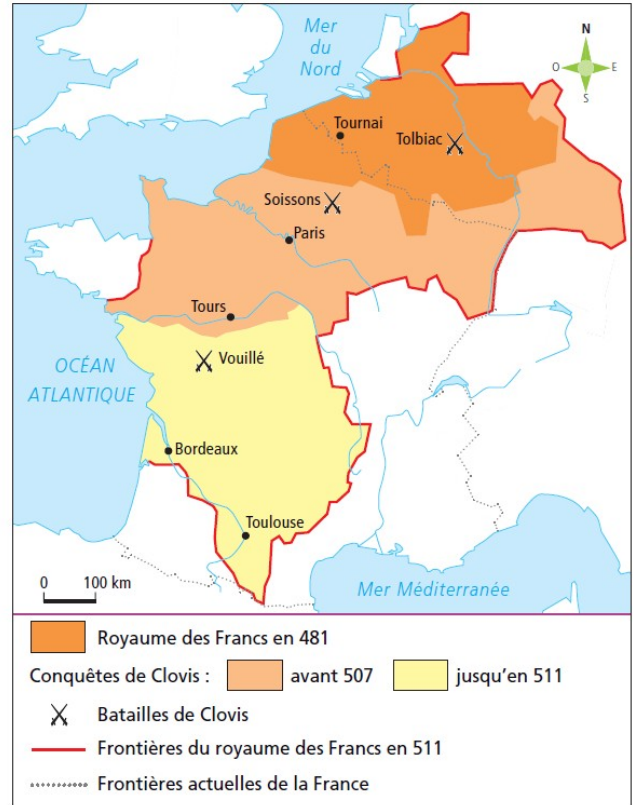 Mer
du
Nord
N
O
E
S
Tournai
Tolbiac
Soissons
Paris
Tours
Vouillé
OCÉAN
ATLANTIQUE
Bordeaux
Toulouse
0 100 km
Mer Méditerranée
Royaume des Francs en 481
Conquêtes de Clovis : avant 507 jusqu'en 511
Batailles de Clovis
Frontières du royaume des Francs en 511
Frontières actuelles de la France